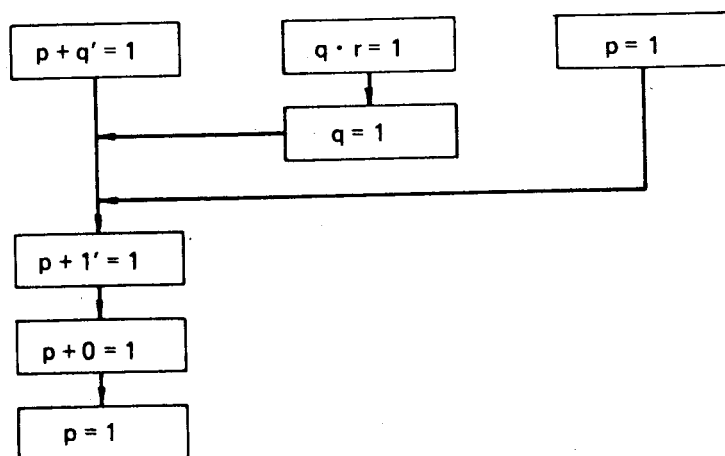 p + q′ = 1
q · r = 1
p = 1
q = 1
p + 1′ = 1
p + 0 = 1
p = 1